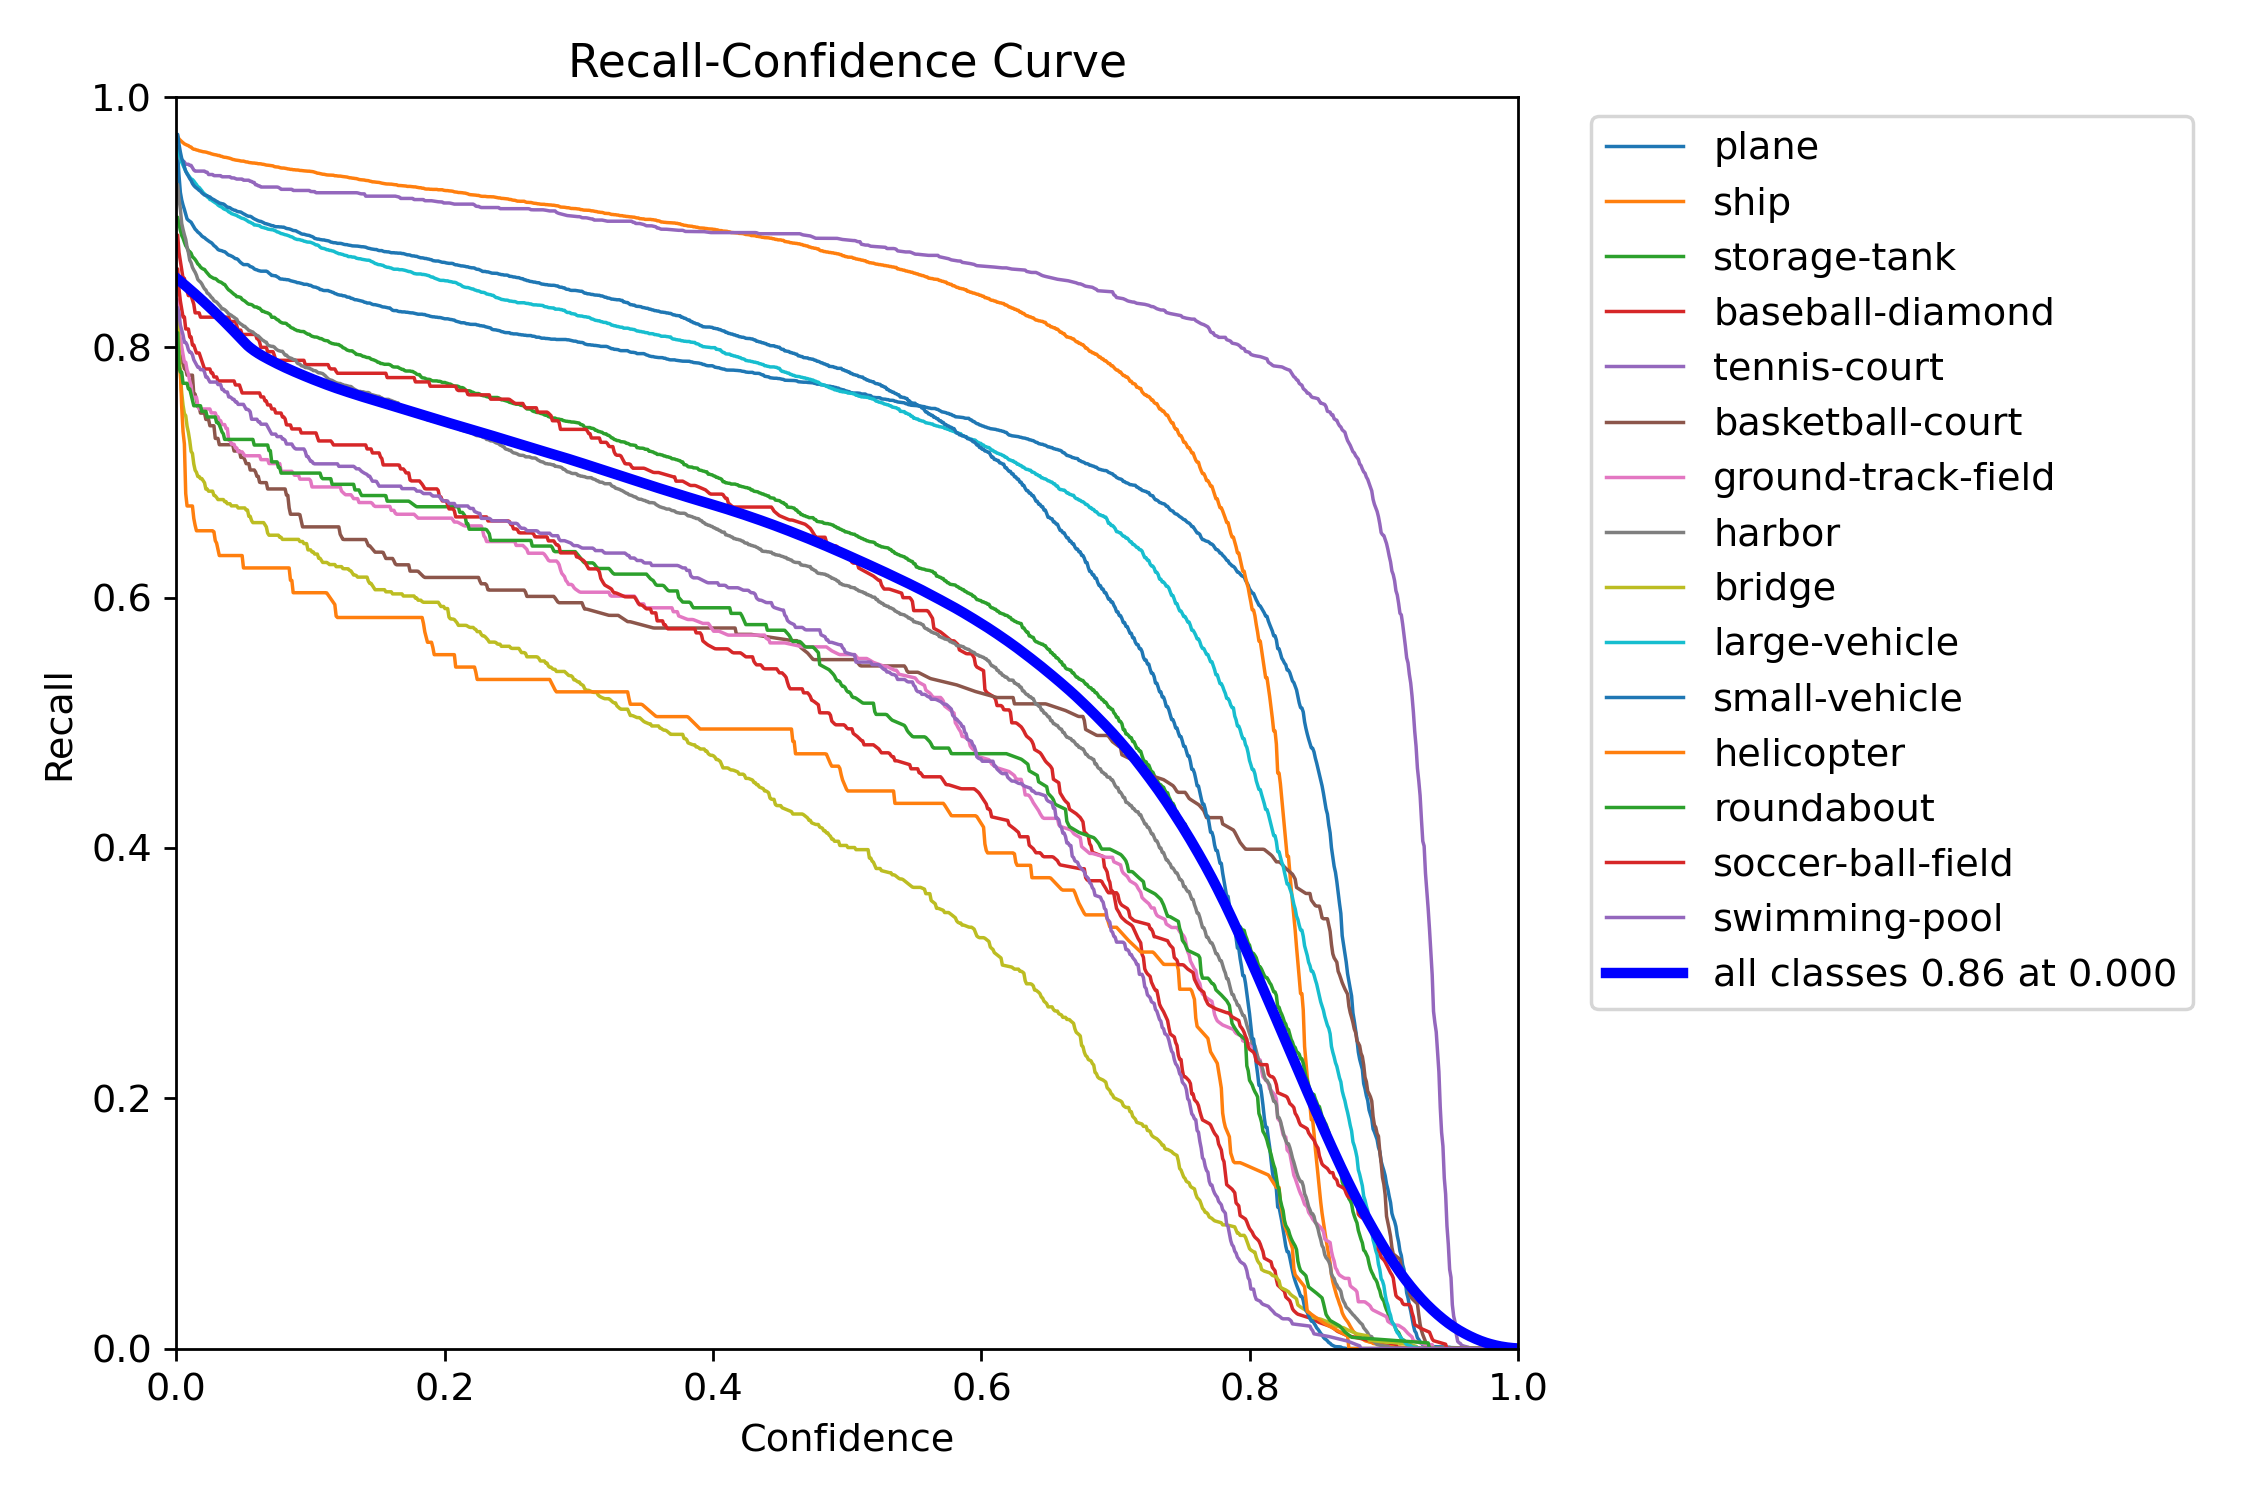 Recall-Confidence Curve
1.0
0.8
0.6
0.4
0.2
0.0
Recall
0.0 0.2 0.4 0.6 0.8 1.0
Confidence
plane
ship
storage-tank
baseball-diamond
tennis-court
basketball-court
ground-track-field
harbor
bridge
large-vehicle
small-vehicle
helicopter
roundabout
soccer-ball-field
swimming-pool
all classes 0.86 at 0.000